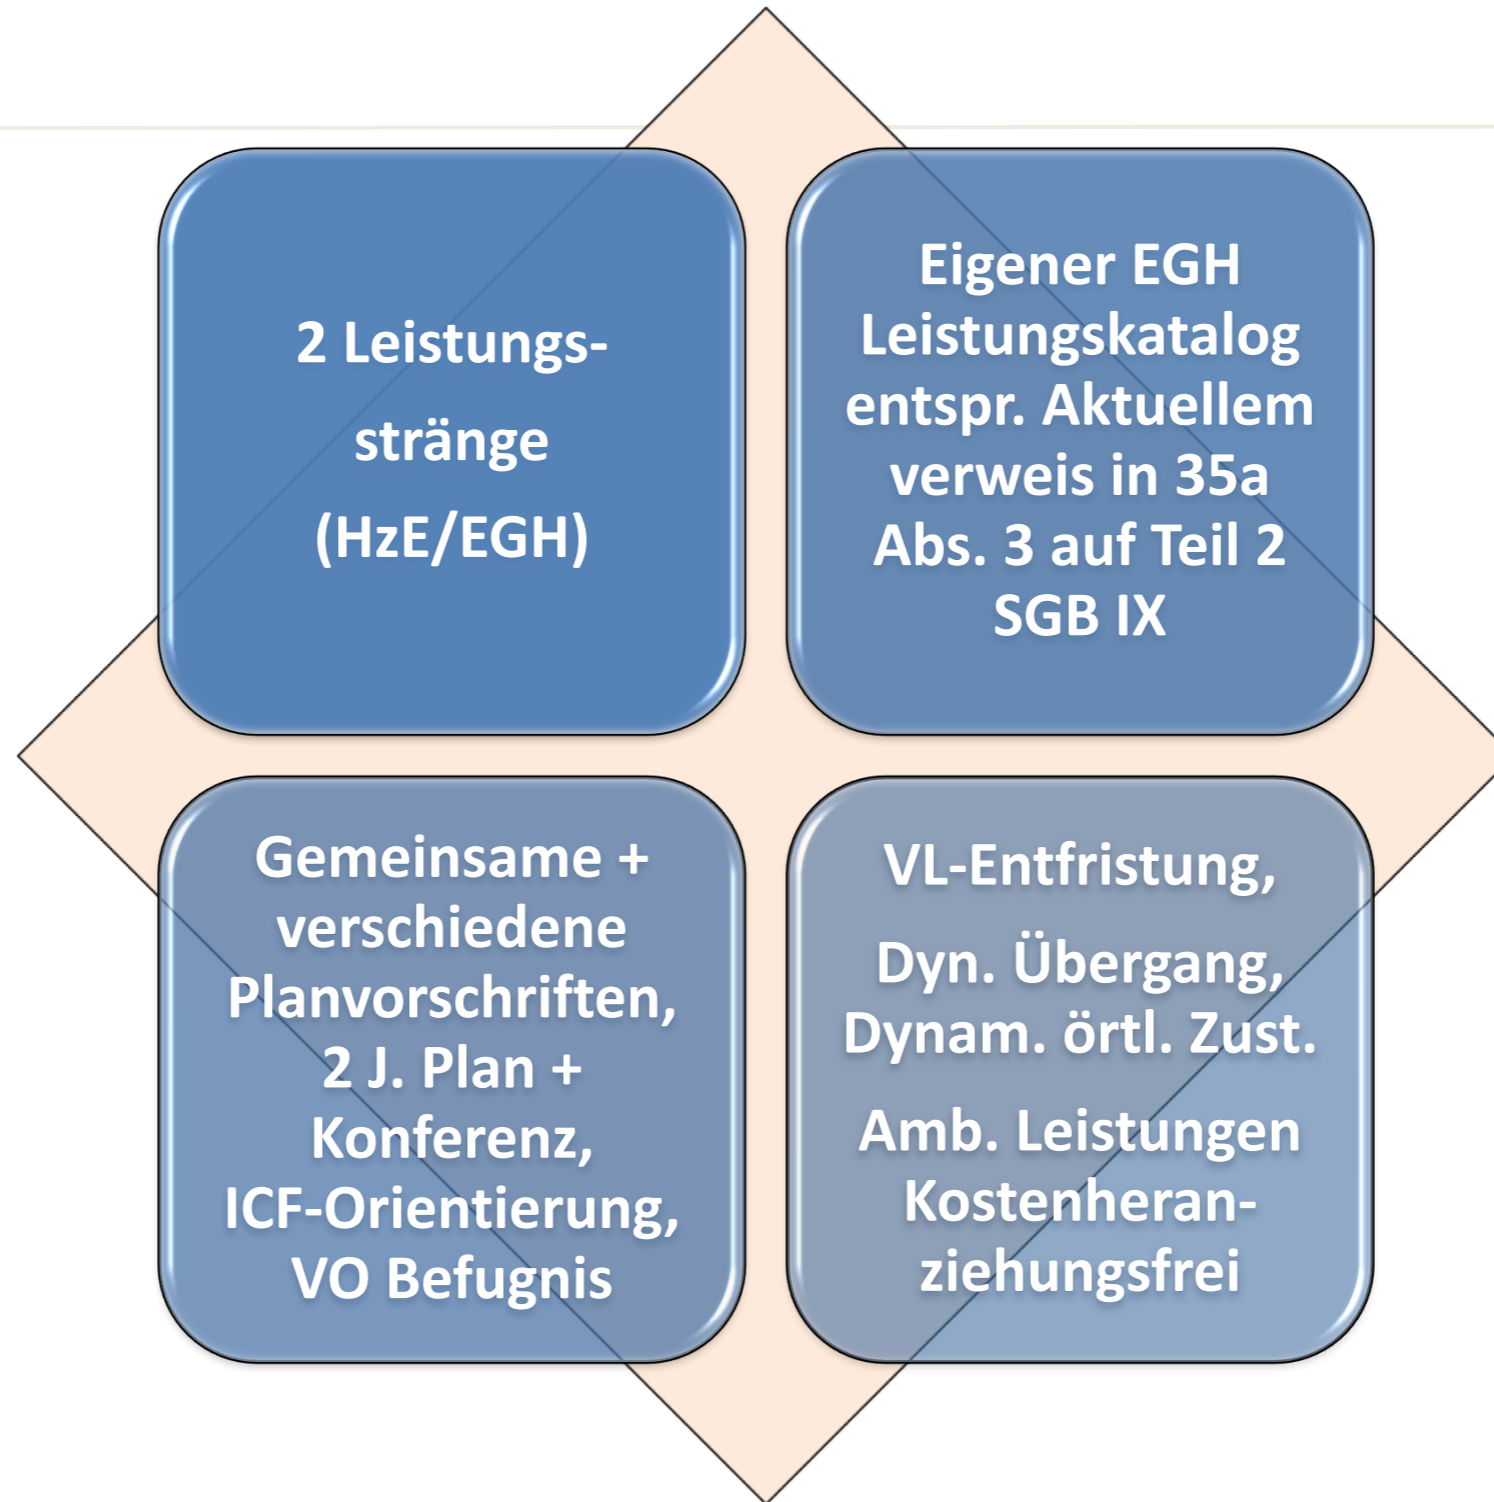 2 Leistungs-
stränge
(HzE/EGH)
Eigener EGH
Leistungskatalog
entspr. Aktuellem
verweis in 35a
Abs. 3 auf Teil 2
SGB IX
Gemeinsame +
verschiedene
Planvorschriften,
2 J. Plan +
Konferenz,
ICF-Orientierung,
VO Befugnis
VL-Entfristung,
Dyn. Übergang,
Dynam. örtl. Zust.
Amb. Leistungen
Kostenheran-
ziehungsfrei